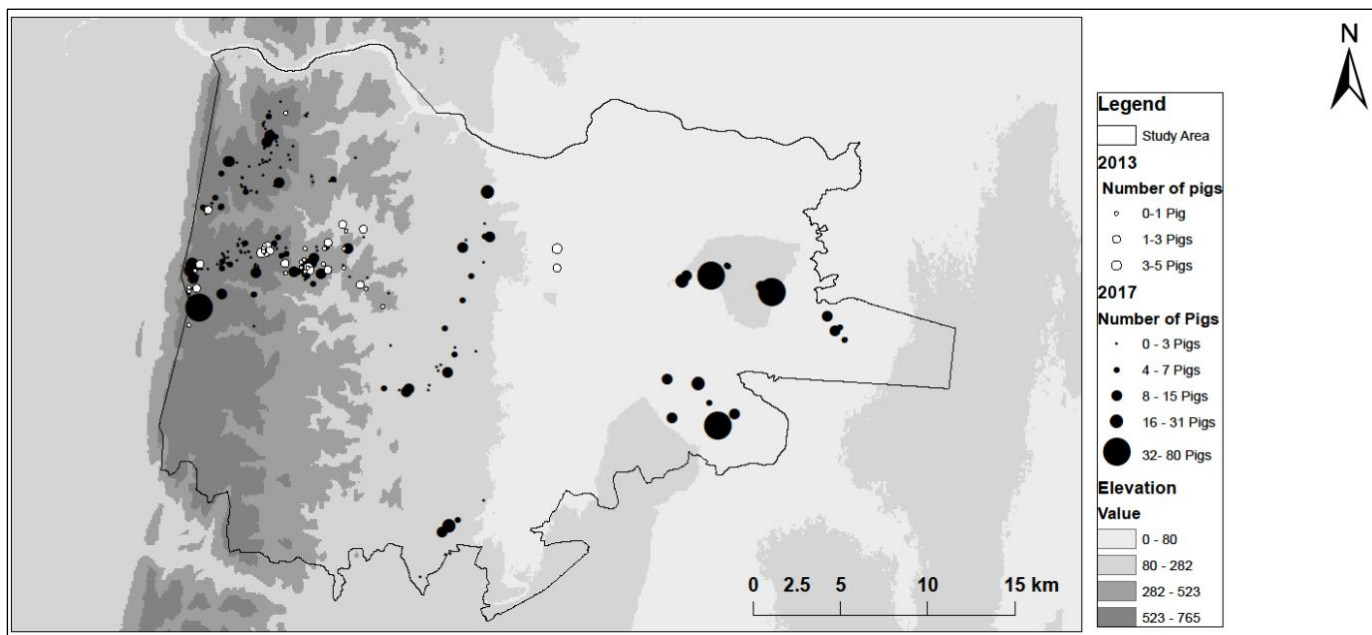 N
Legend
Study Area
2013
Number of pigs
0-1 Pig
1-3 Pigs
3-5 Pigs
2017
Number of Pigs
0 - 3 Pigs
4 - 7 Pigs
8 - 15 Pigs
16 - 31 Pigs
32- 80 Pigs
Elevation
Value
0 - 80
80 - 282
282 - 523
523 - 765
0 2.5 5 10 15 km